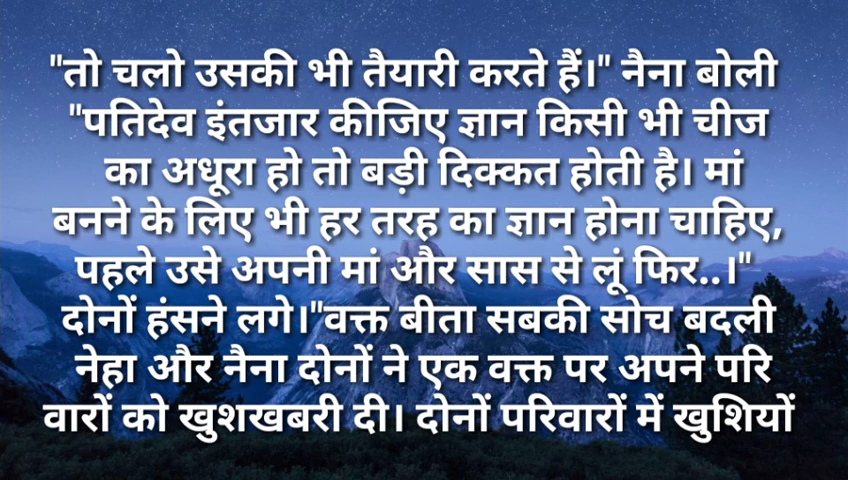 "तो चलो उसकी भी तैयारी करते हैं।" नैना बोली
"पतिदेव इंतजार कीजिए ज्ञान किसी भी चीज
का अधूरा हो तो बड़ी दिक्कत होती है। मां
बनने के लिए भी हर तरह का ज्ञान होना चाहिए,
पहले उसे अपनी मां और सास से लूं फिर..।"
दोनों हंसने लगे।"वक्त बीता सबकी सोच बदली
नेहा और नैना दोनों ने एक वक्त पर अपने परि
वारों को खुशखबरी दी। दोनों परिवारों में खुशियों